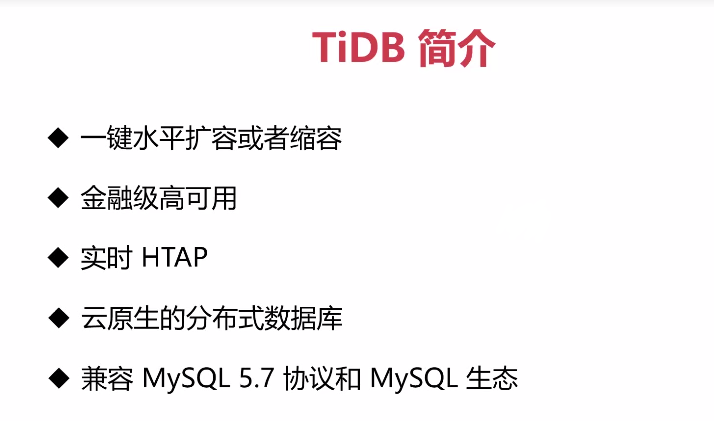 TiDB 简介
◆ 一键水平扩容或者缩容
◆ 金融级高可用
◆ 实时 HTAP
◆ 云原生的分布式数据库
◆ 兼容 MySQL 5.7 协议和 MySQL 生态